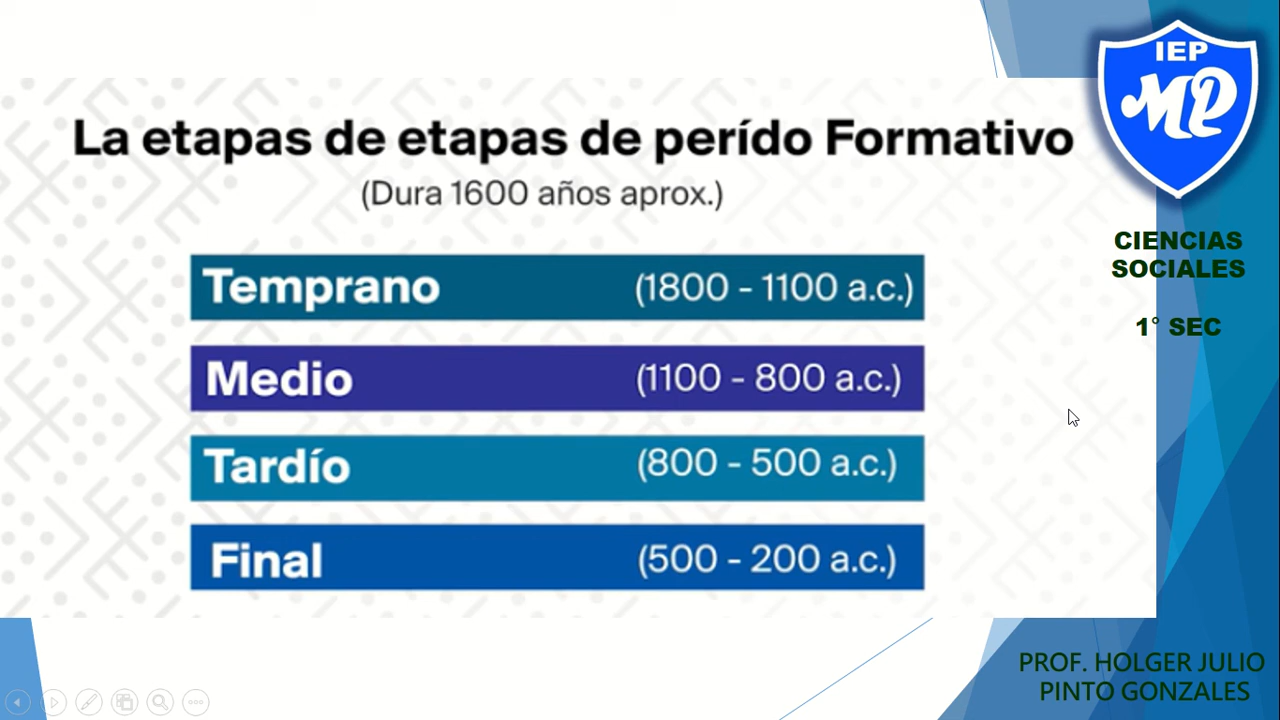 IEP
MP
La etapas de etapas de perído Formativo
(Dura 1600 años aprox.)
CIENCIAS
SOCIALES
1° SEC
Temprano (1800 - 1100 a.c.)
Medio (1100 - 800 a.c.)
Tardío (800 - 500 a.c.)
Final (500 - 200 a.c.)
PROF. HOLGER JULIO
PINTO GONZALES